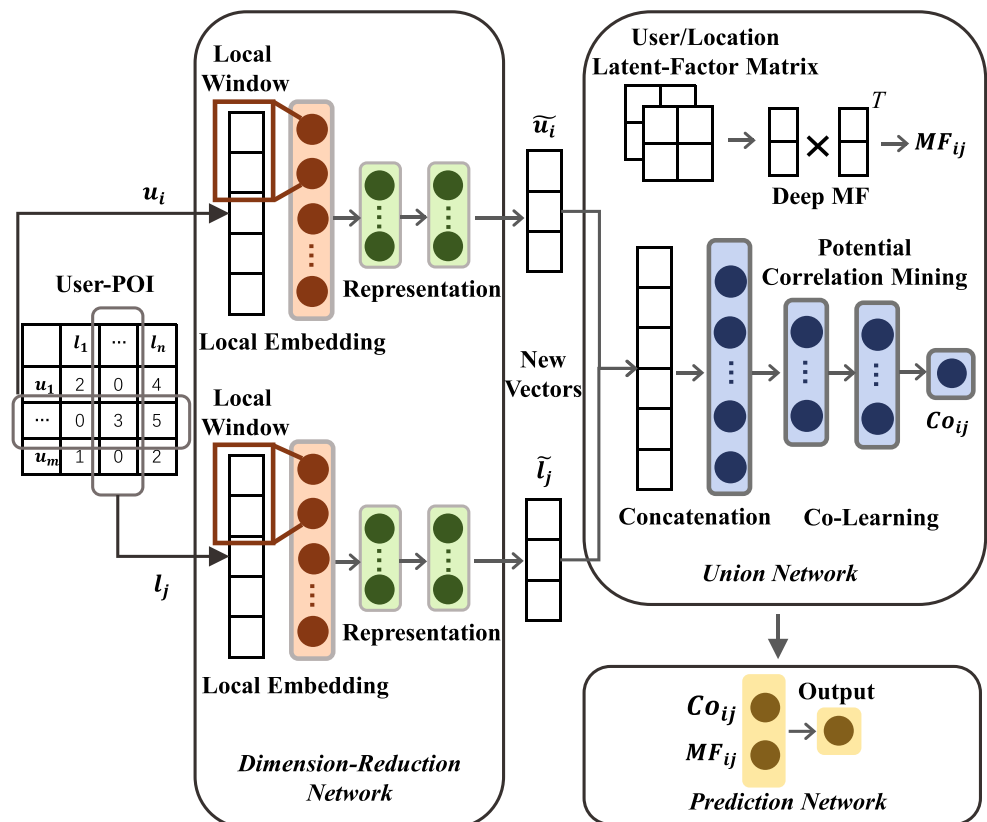 User-POI
l₁ ⋯ lₙ
u₁ 2 0 4
⋯ 0 3 5
uₘ 1 0 2
uᵢ
lⱼ
Local
Window
Local Embedding
Representation
Local
Window
Local Embedding
Representation
Dimension-Reduction
Network
ũᵢ
New
Vectors
l̃ⱼ
User/Location
Latent-Factor Matrix
T
×
MFᵢⱼ
Deep MF
Potential
Correlation Mining
Coᵢⱼ
Concatenation
Co-Learning
Union Network
Coᵢⱼ
Output
MFᵢⱼ
Prediction Network